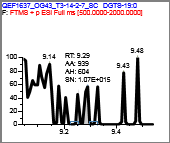 QEF1637_OG43_T3-14-2-7_SC DGTS-19:0
F: FTMS + p ESI Full ms [500.0000-2000.0000]
100
80
60
40
20
0
9.14
RT: 9.29
AA: 939
AH: 604
SN: 1.07E+015
9.43
9.48
9.2
9.4